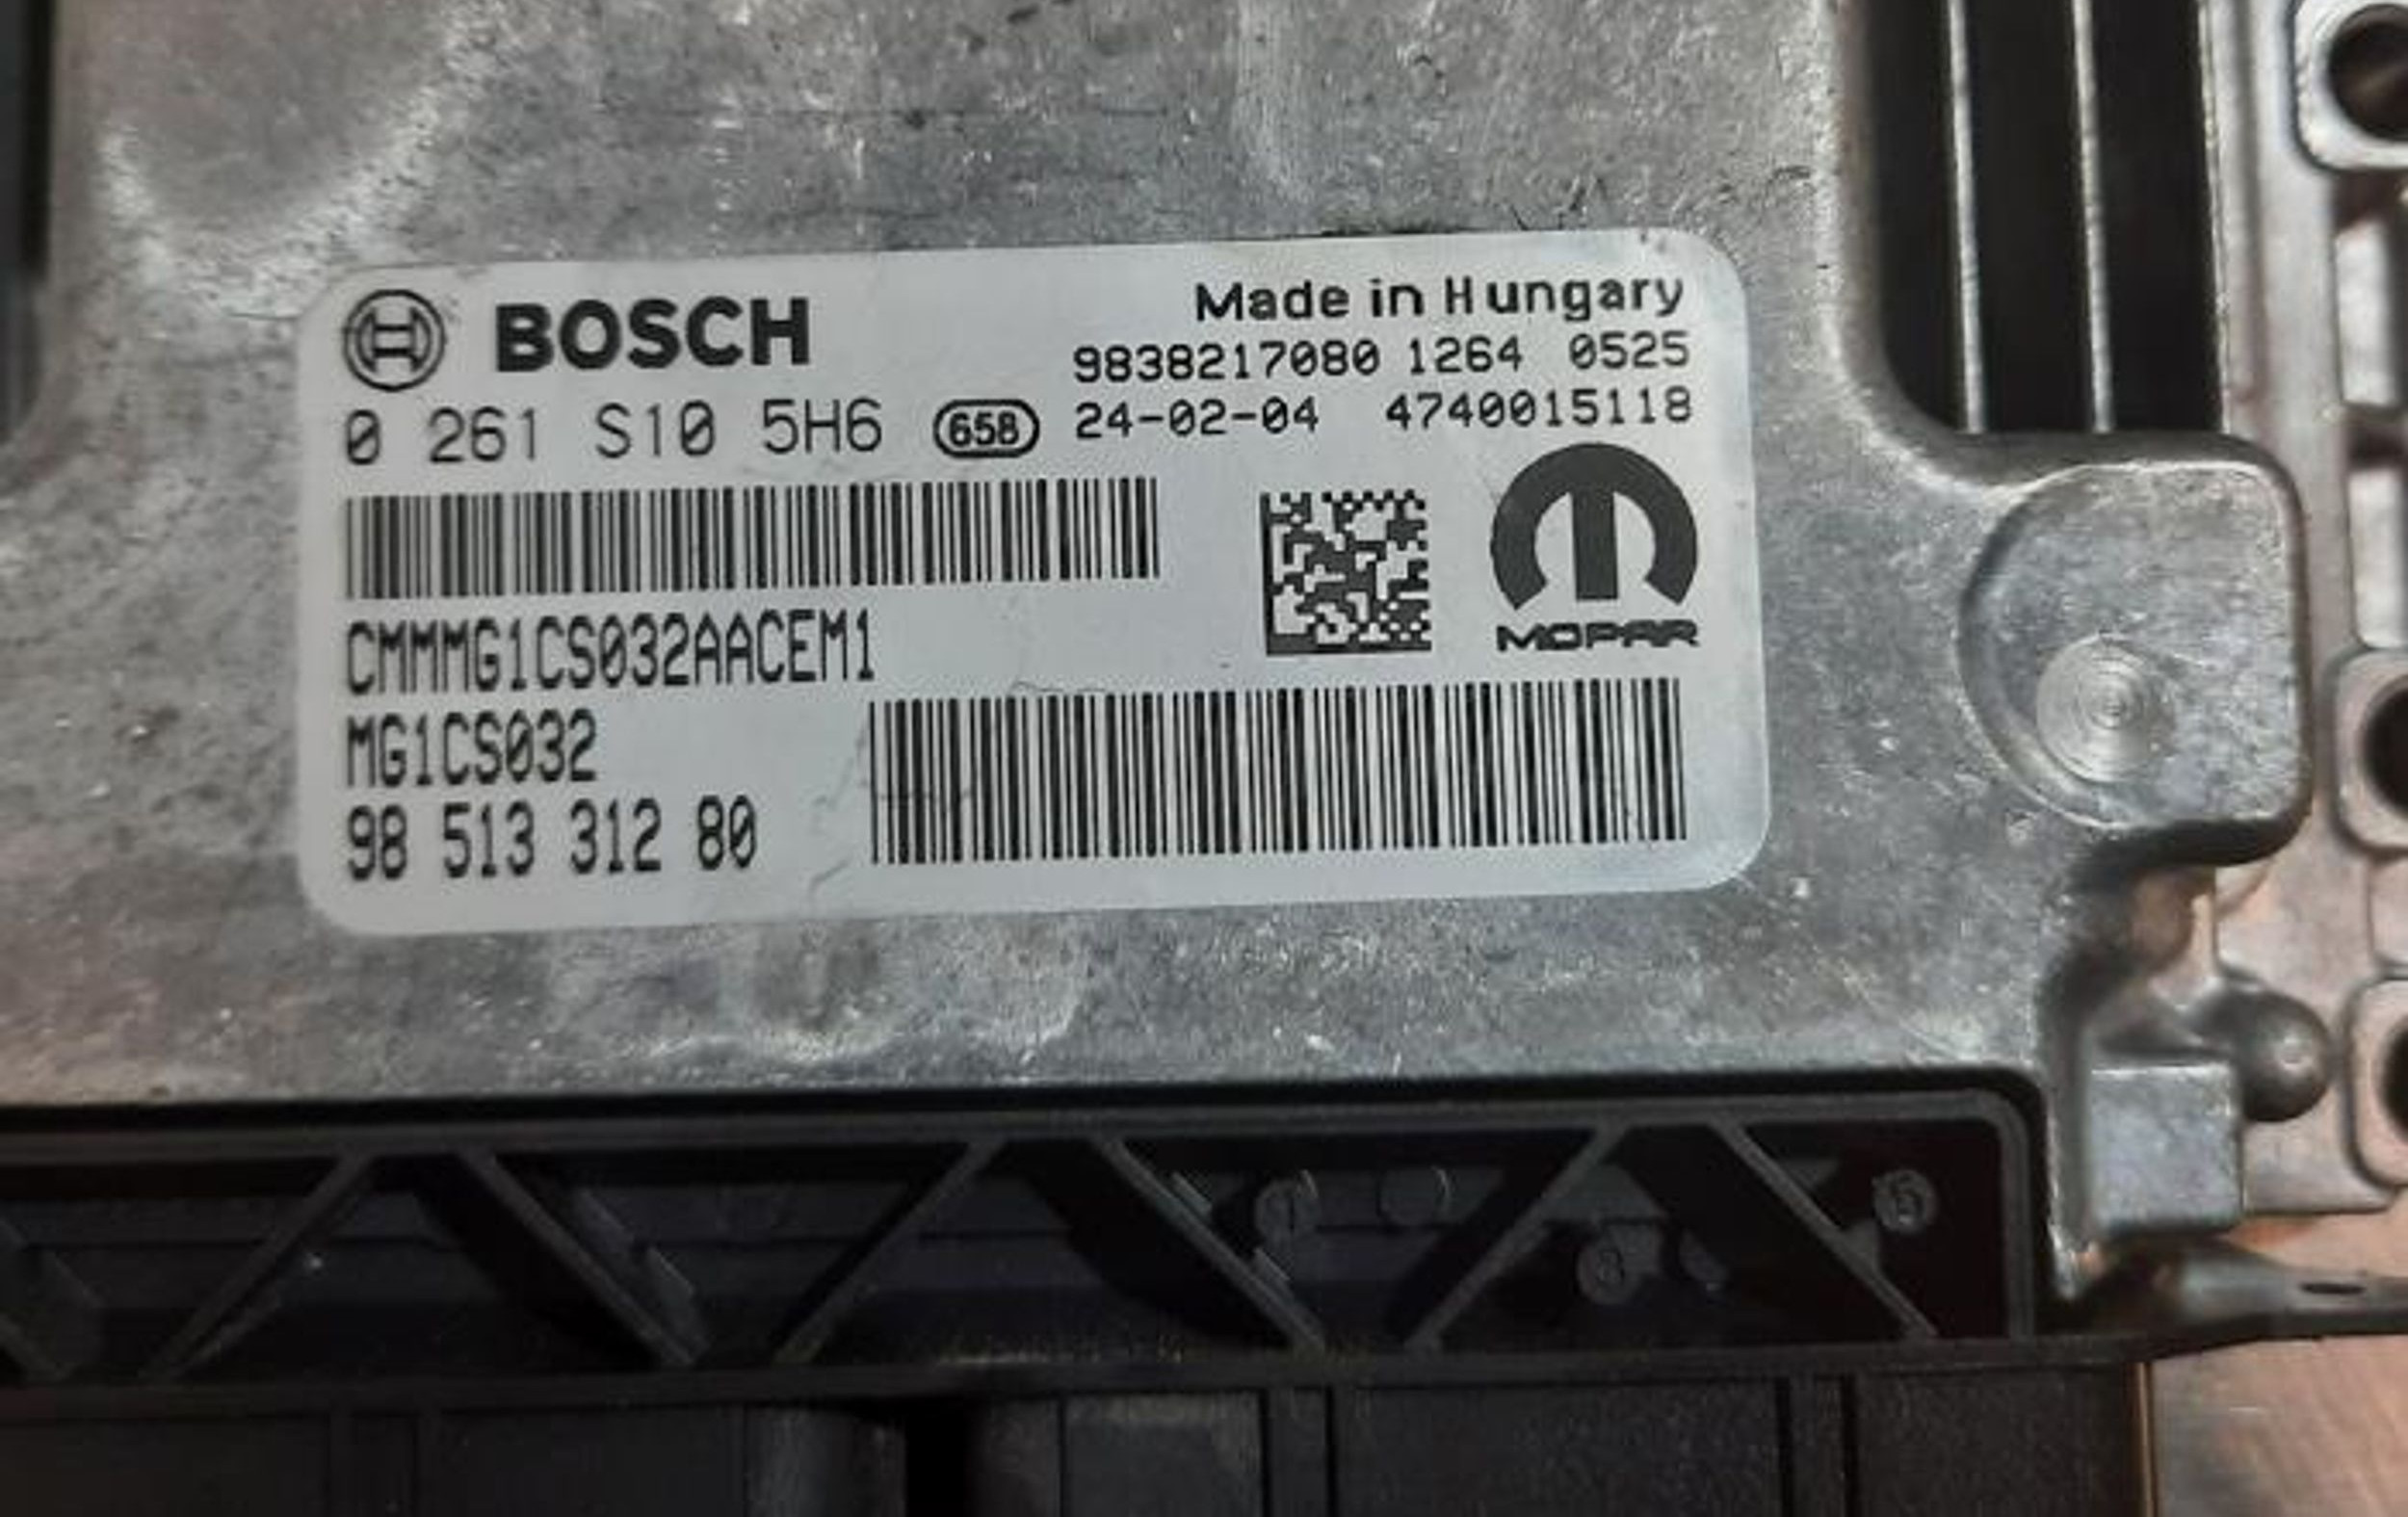 BOSCH
Made in Hungary
9838217080 1264 0525
0 261 S10 5H6 658 24-02-04 4740015118
MOPAR
CMMMG1CS032AACEM1
MG1CS032
98 513 312 80